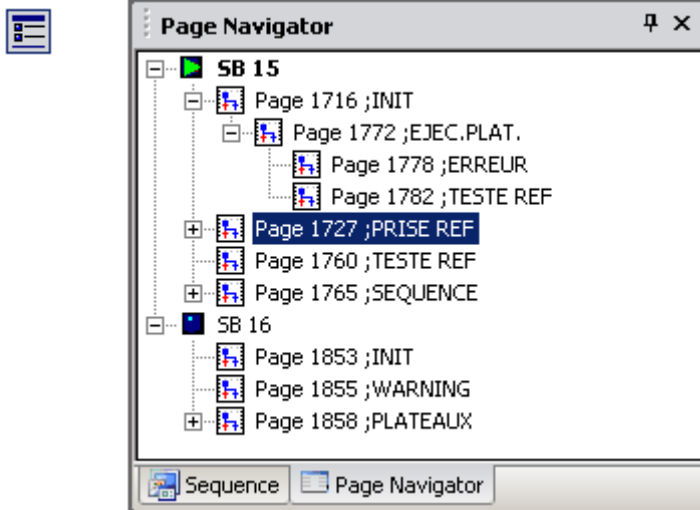 Page Navigator
SB 15
Page 1716 ;INIT
Page 1772 ;EJEC.PLAT.
Page 1778 ;ERREUR
Page 1782 ;TESTE REF
Page 1727 ;PRISE REF
Page 1760 ;TESTE REF
Page 1765 ;SEQUENCE
SB 16
Page 1853 ;INIT
Page 1855 ;WARNING
Page 1858 ;PLATEAUX
Sequence Page Navigator